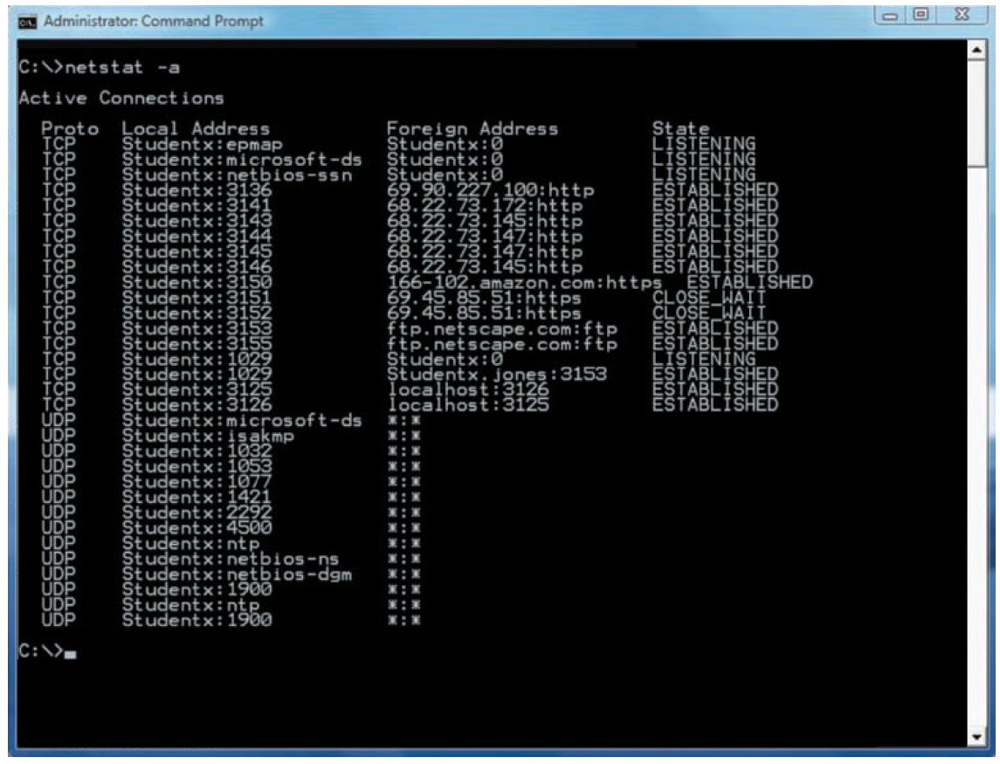 Administrator: Command Prompt
C:\>netstat -a
Active Connections
Proto Local Address Foreign Address State
TCP Studentx:epmap Studentx:0 LISTENING
TCP Studentx:microsoft-ds Studentx:0 LISTENING
TCP Studentx:netbios-ssn Studentx:0 LISTENING
TCP Studentx:3136 69.90.227.100:http ESTABLISHED
TCP Studentx:3141 68.22.73.172:http ESTABLISHED
TCP Studentx:3143 68.22.73.145:http ESTABLISHED
TCP Studentx:3144 68.22.73.147:http ESTABLISHED
TCP Studentx:3145 68.22.73.147:http ESTABLISHED
TCP Studentx:3146 68.22.73.145:http ESTABLISHED
TCP Studentx:3150 166-102.amazon.com:https ESTABLISHED
TCP Studentx:3151 69.45.85.51:https CLOSE_WAIT
TCP Studentx:3152 69.45.85.51:https CLOSE_WAIT
TCP Studentx:3153 ftp.netscape.com:ftp ESTABLISHED
TCP Studentx:3155 ftp.netscape.com:ftp ESTABLISHED
TCP Studentx:1029 Studentx:0 LISTENING
TCP Studentx:1029 Studentx.jones:3153 ESTABLISHED
TCP Studentx:3125 localhost:3126 ESTABLISHED
TCP Studentx:3126 localhost:3125 ESTABLISHED
UDP Studentx:microsoft-ds *:*
UDP Studentx:isakmp *:*
UDP Studentx:1032 *:*
UDP Studentx:1053 *:*
UDP Studentx:1077 *:*
UDP Studentx:1421 *:*
UDP Studentx:2292 *:*
UDP Studentx:4500 *:*
UDP Studentx:ntp *:*
UDP Studentx:netbios-ns *:*
UDP Studentx:netbios-dgm *:*
UDP Studentx:1900 *:*
UDP Studentx:ntp *:*
UDP Studentx:1900 *:*
C:\>